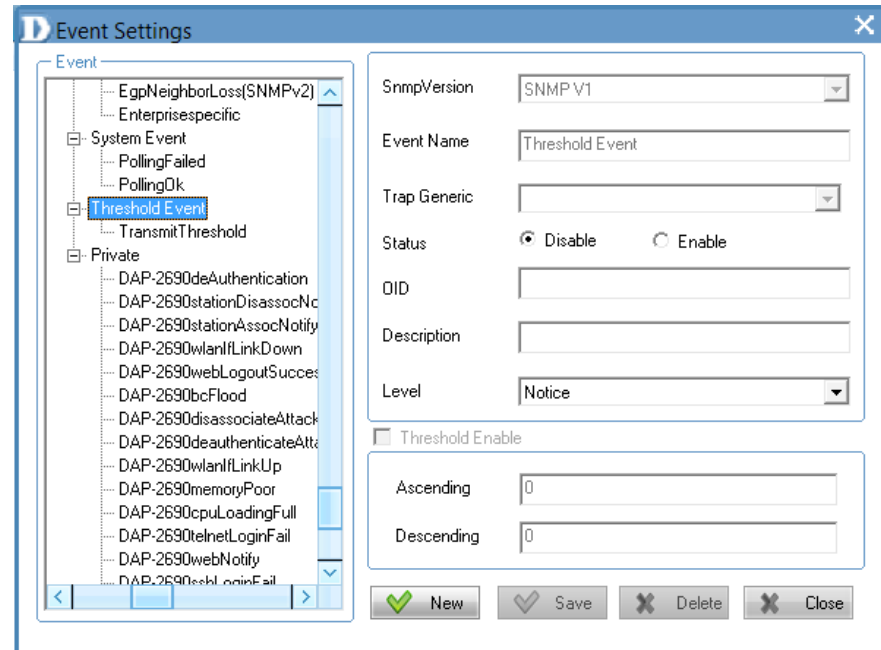 Event Settings
Event
EgpNeighborLoss(SNMPv2)
Enterprisespecific
System Event
PollingFailed
PollingOk
Threshold Event
TransmitThreshold
Private
DAP-2690deAuthentication
DAP-2690stationDisassocNo
DAP-2690stationAssocNotify
DAP-2690wlanIfLinkDown
DAP-2690webLogoutSucces
DAP-2690bcFlood
DAP-2690disassociateAttack
DAP-2690deauthenticateAtta
DAP-2690wlanIfLinkUp
DAP-2690memoryPoor
DAP-2690cpuLoadingFull
DAP-2690telnetLoginFail
DAP-2690webNotify
DAP-2690sshLoginFail
SnmpVersion SNMP V1
Event Name Threshold Event
Trap Generic
Status Disable Enable
OID
Description
Level Notice
Threshold Enable
Ascending 0
Descending 0
New Save Delete Close